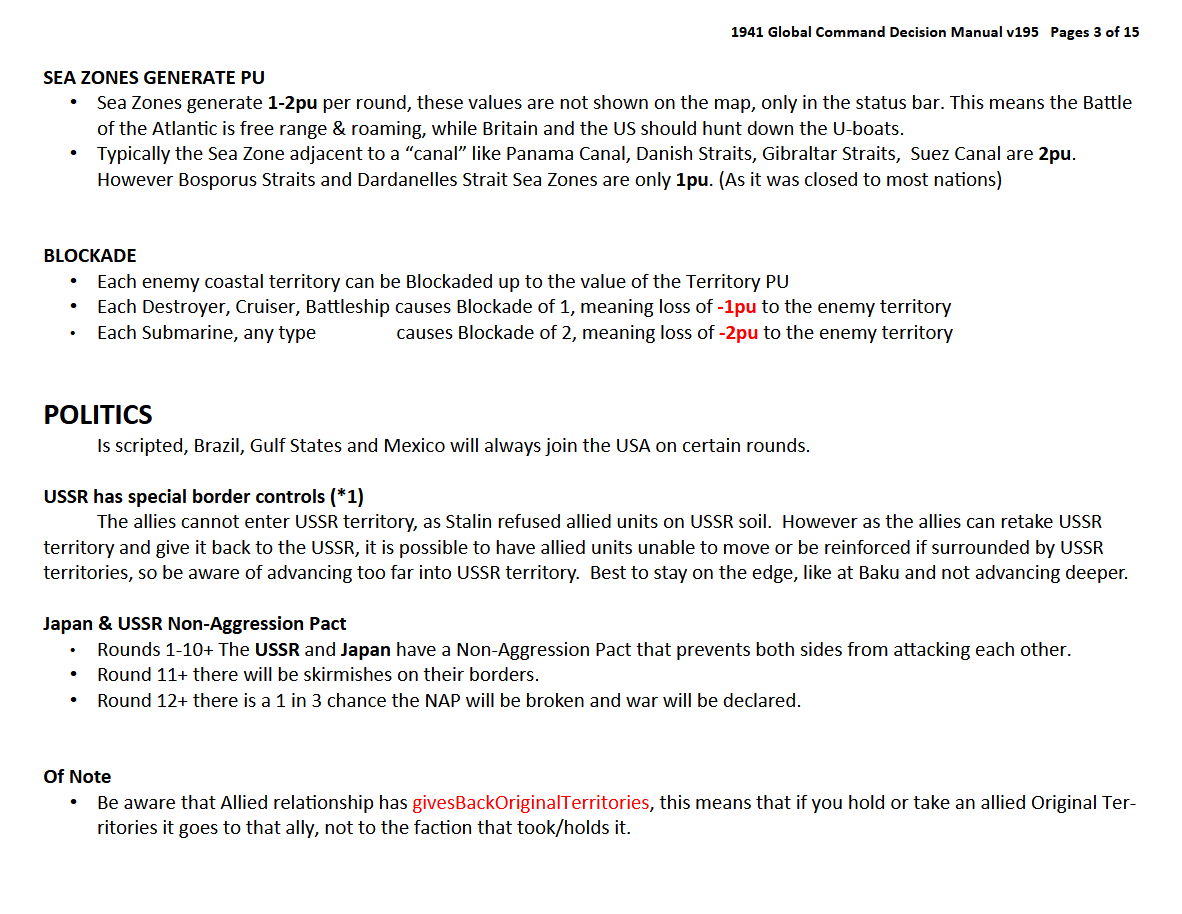 1941 Global Command Decision Manual v195 Pages 3 of 15
SEA ZONES GENERATE PU
• Sea Zones generate 1-2pu per round, these values are not shown on the map, only in the status bar. This means the Battle
of the Atlantic is free range & roaming, while Britain and the US should hunt down the U-boats.
• Typically the Sea Zone adjacent to a “canal” like Panama Canal, Danish Straits, Gibraltar Straits, Suez Canal are 2pu.
However Bosporus Straits and Dardanelles Strait Sea Zones are only 1pu. (As it was closed to most nations)
BLOCKADE
• Each enemy coastal territory can be Blockaded up to the value of the Territory PU
• Each Destroyer, Cruiser, Battleship causes Blockade of 1, meaning loss of -1pu to the enemy territory
• Each Submarine, any type causes Blockade of 2, meaning loss of -2pu to the enemy territory
POLITICS
Is scripted, Brazil, Gulf States and Mexico will always join the USA on certain rounds.
USSR has special border controls (*1)
The allies cannot enter USSR territory, as Stalin refused allied units on USSR soil. However as the allies can retake USSR
territory and give it back to the USSR, it is possible to have allied units unable to move or be reinforced if surrounded by USSR
territories, so be aware of advancing too far into USSR territory. Best to stay on the edge, like at Baku and not advancing deeper.
Japan & USSR Non-Aggression Pact
• Rounds 1-10+ The USSR and Japan have a Non-Aggression Pact that prevents both sides from attacking each other.
• Round 11+ there will be skirmishes on their borders.
• Round 12+ there is a 1 in 3 chance the NAP will be broken and war will be declared.
Of Note
• Be aware that Allied relationship has givesBackOriginalTerritories, this means that if you hold or take an allied Original Ter-
ritories it goes to that ally, not to the faction that took/holds it.